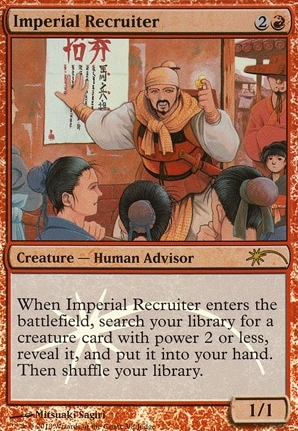 Imperial Recruiter 2
Creature — Human Advisor
When Imperial Recruiter enters the
battlefield, search your library for a
creature card with power 2 or less,
reveal it, and put it into your hand.
Then shuffle your library.
Mitsuaki Sagiri
1/1